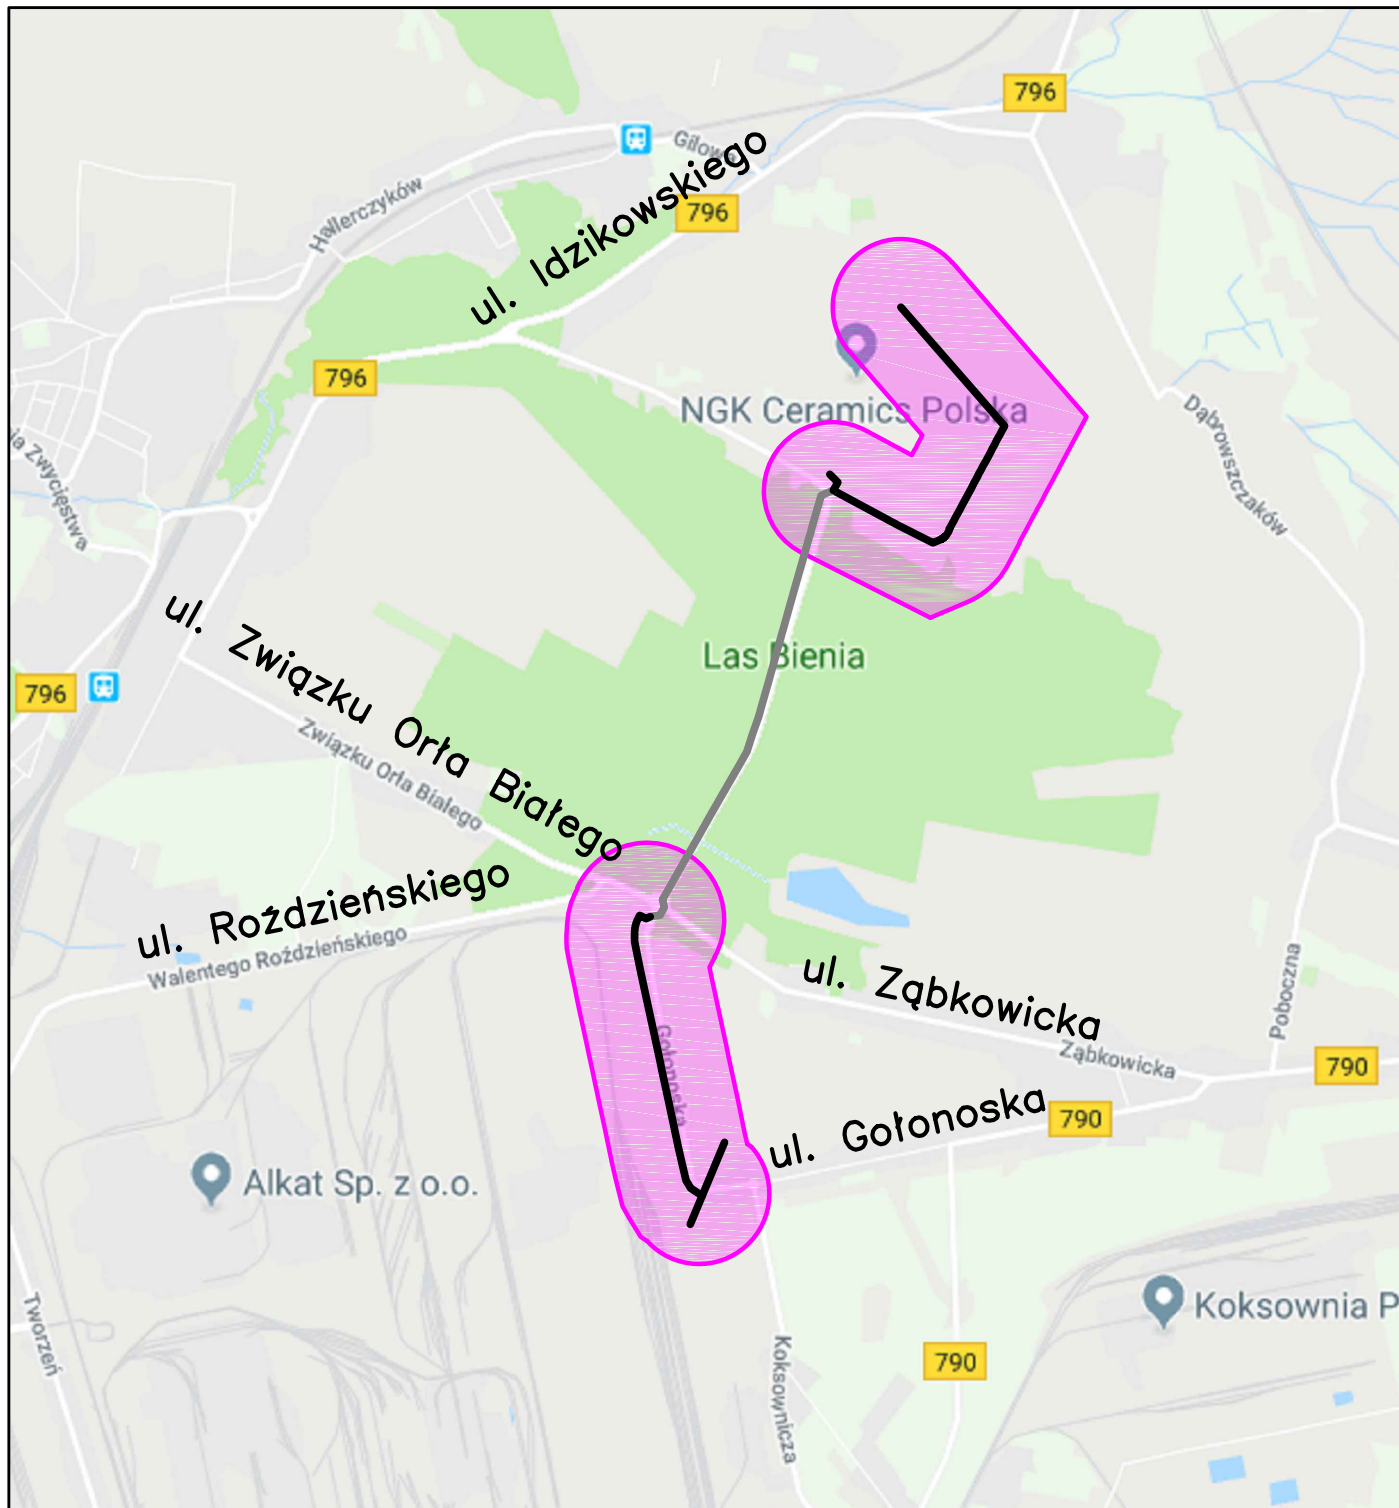 796
Gilowa
ul. Idzikowskiego
796
Hallerczyków
796
NGK Ceramics Polska
Dąbrowszczaków
ia Zwycięstwa
ul. Związku Orła Białego
Las Bienia
796
Związku Orła Białego
ul. Roździeńskiego
Walentego Roździeńskiego
ul. Ząbkowicka
Ząbkowicka
Poboczna
790
Gołonoska
ul. Gołonoska
790
Alkat Sp. z o.o.
Koksownia P
Tworzeń
Koksownicza
790